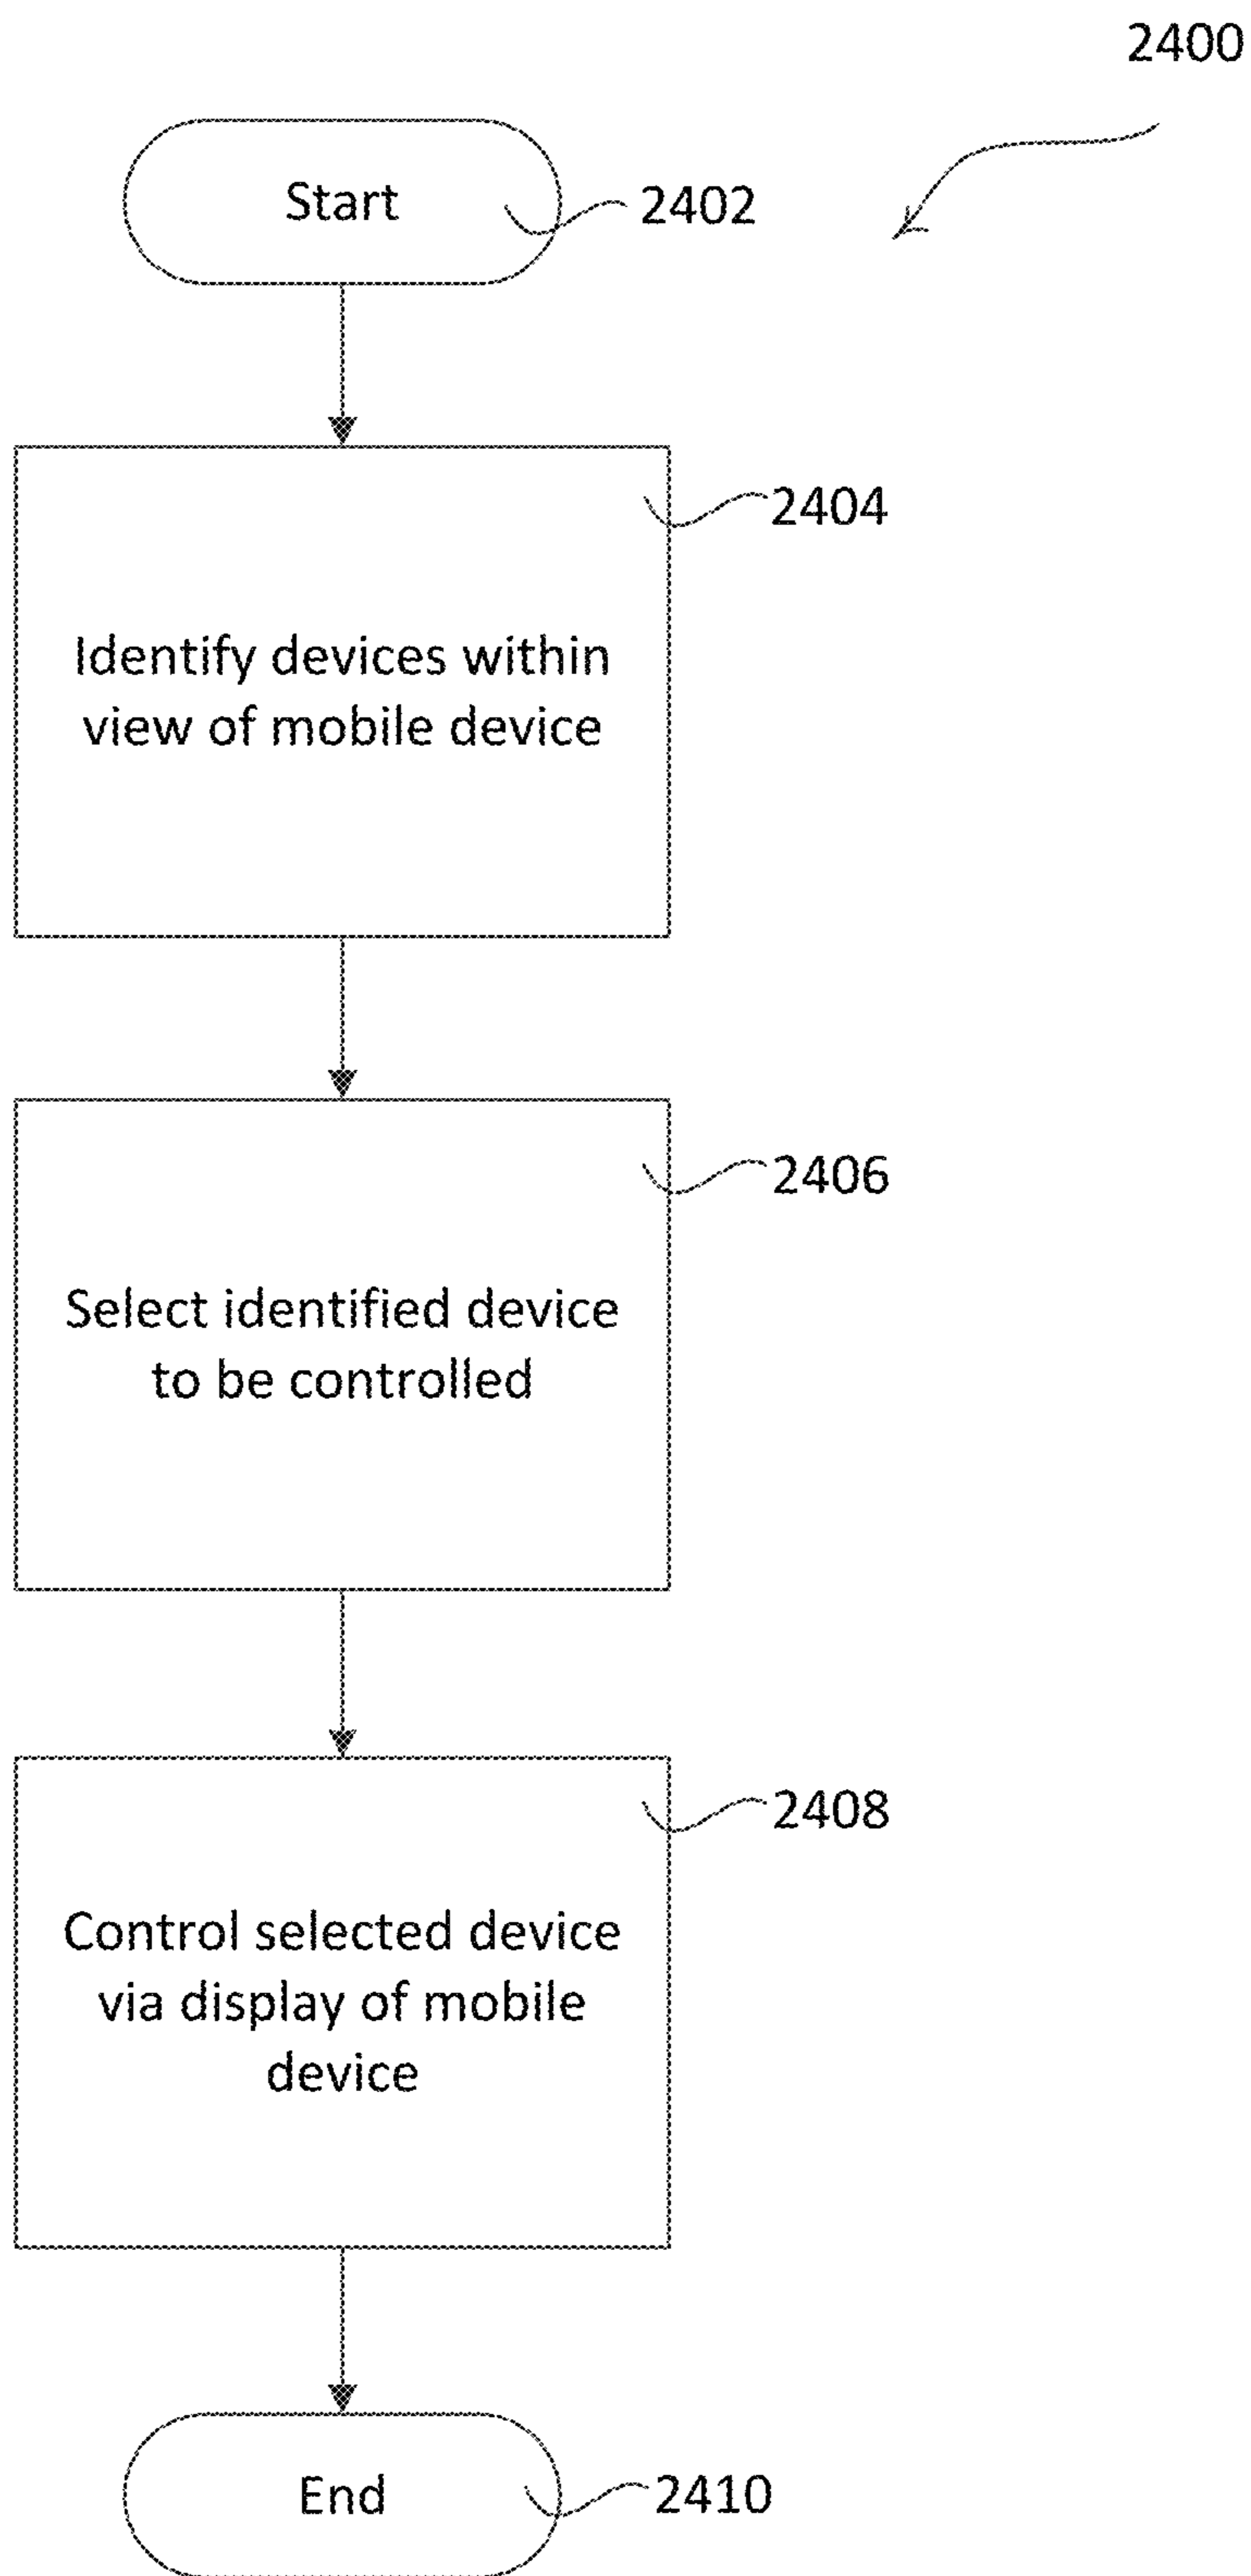 2400
Start
2402
2404
Identify devices within
view of mobile device
2406
Select identified device
to be controlled
2408
Control selected device
via display of mobile
device
End
2410